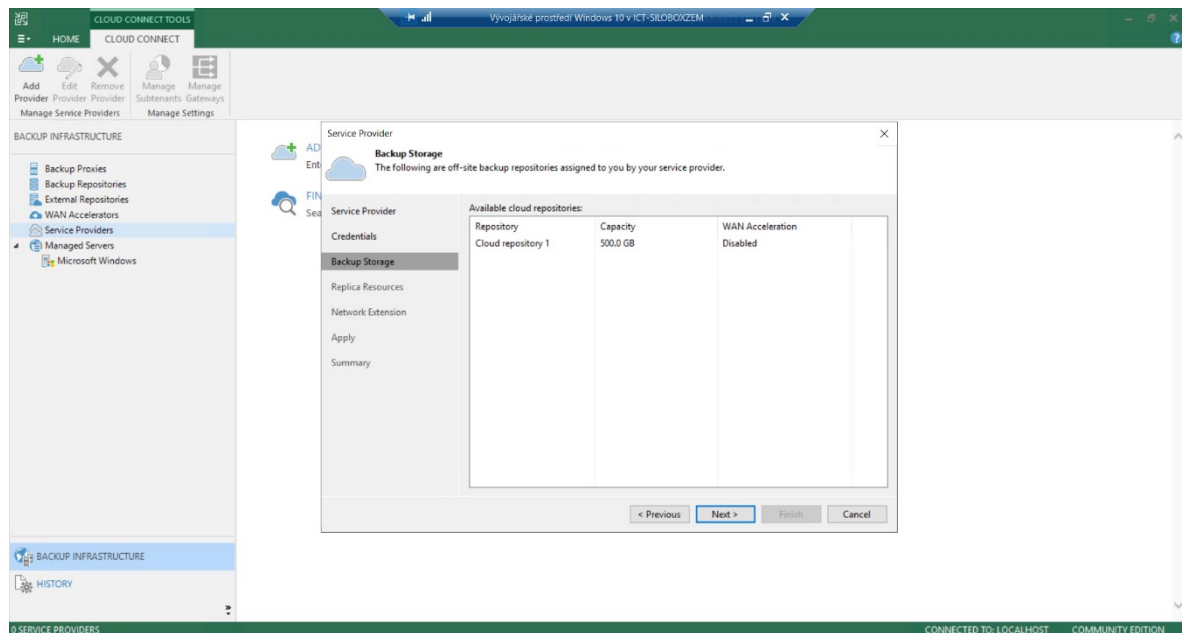 CLOUD CONNECT TOOLS
Vývojářské prostředí Windows 10 v ICT-SILOBOXZEM
HOME CLOUD CONNECT
Add Provider
Edit Provider
Remove Provider
Manage Subtenants
Manage Gateways
Manage Service Providers
Manage Settings
BACKUP INFRASTRUCTURE
Backup Proxies
Backup Repositories
External Repositories
WAN Accelerators
Service Providers
Managed Servers
Microsoft Windows
AD
Ent
FIN
Sea
Service Provider
Backup Storage
The following are off-site backup repositories assigned to you by your service provider.
Service Provider
Credentials
Backup Storage
Replica Resources
Network Extension
Apply
Summary
Available cloud repositories:
Repository Capacity WAN Acceleration
Cloud repository 1 500.0 GB Disabled
< Previous Next > Finish Cancel
BACKUP INFRASTRUCTURE
HISTORY
0 SERVICE PROVIDERS
CONNECTED TO: LOCALHOST COMMUNITY EDITION